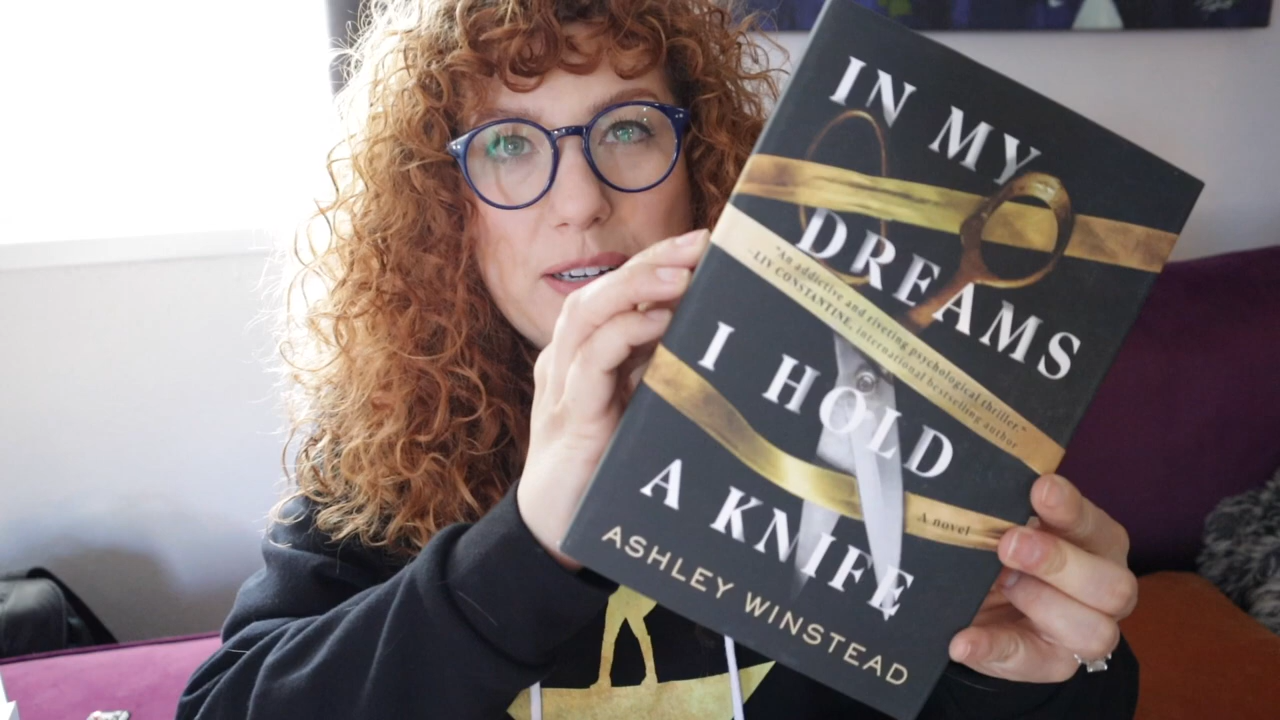 IN MY
DREAMS
"An addictive and riveting psychological thriller."
—LIV CONSTANTINE, international bestselling author
I HOLD
A KNIFE
A novel
ASHLEY WINSTEAD